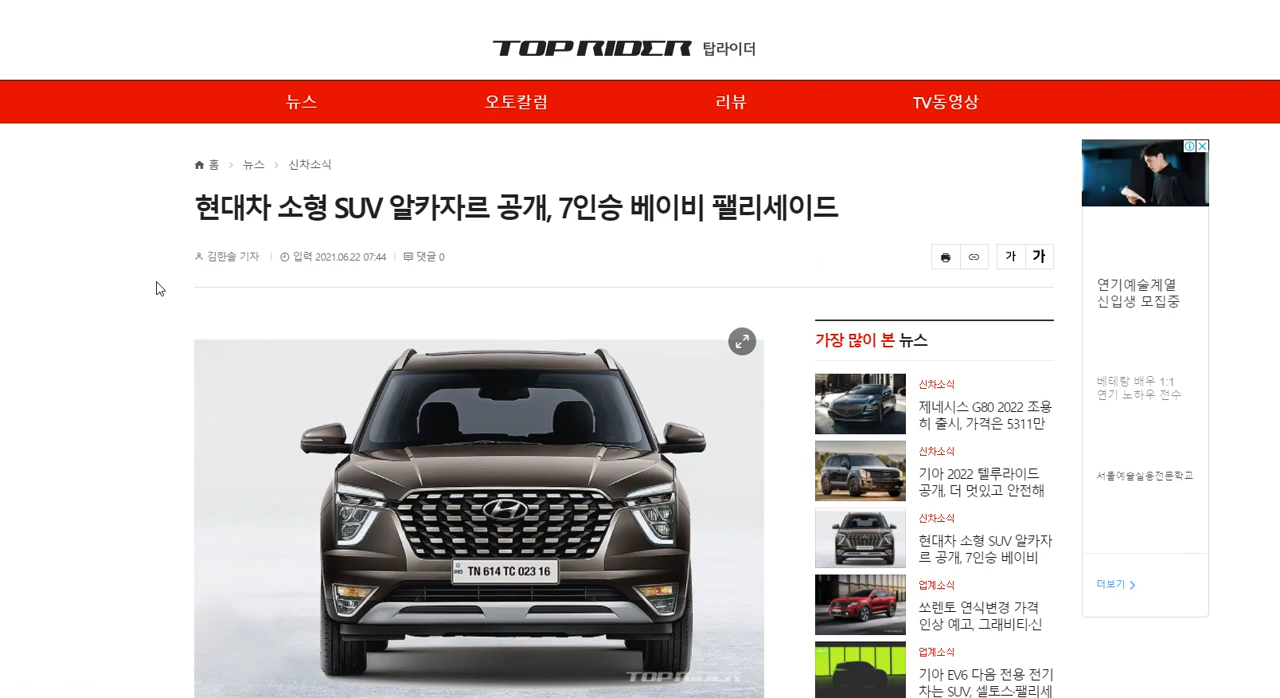 TOP RIDER 탑라이더
뉴스 오토칼럼 리뷰 TV동영상
홈 > 뉴스 > 신차소식
현대차 소형 SUV 알카자르 공개, 7인승 베이비 팰리세이드
김한솔 기자 입력 2021.06.22 07:44 댓글 0
가 가
TN 614 TC 023 16
TOP RIDER
가장 많이 본 뉴스
신차소식
제네시스 G80 2022 조용
히 출시, 가격은 5311만
신차소식
기아 2022 텔루라이드
공개, 더 멋있고 안전해
신차소식
현대차 소형 SUV 알카자
르 공개, 7인승 베이비
업계소식
쏘렌토 연식변경 가격
인상 예고, 그래비티·신
업계소식
기아 EV6 다음 전용 전기
차는 SUV, 셀토스·팰리세
연기예술계열
신입생 모집중
베테랑 배우 1:1
연기 노하우 전수
서울예술실용전문학교
더보기 >